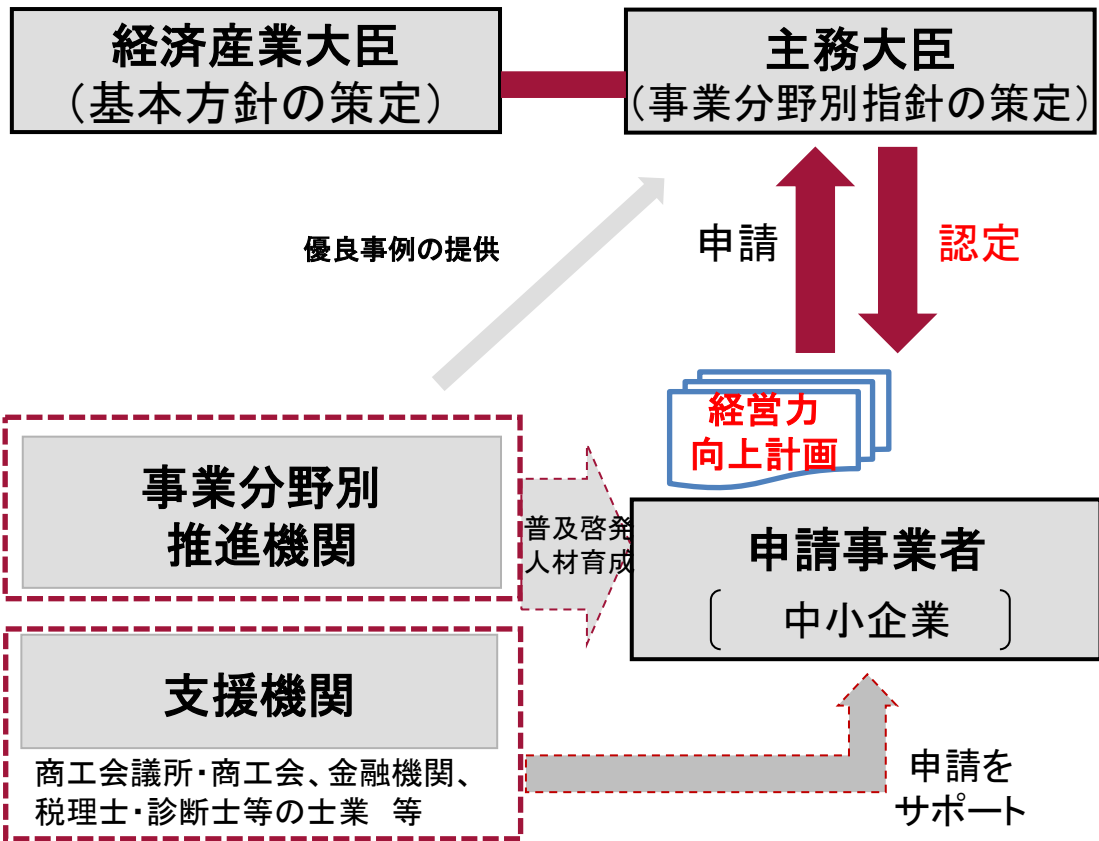 経済産業大臣
（基本方針の策定）
主務大臣
（事業分野別指針の策定）
優良事例の提供
申請
認定
経営力
向上計画
事業分野別
推進機関
普及啓発
人材育成
申請事業者
〔 中小企業 〕
支援機関
商工会議所・商工会、金融機関、
税理士・診断士等の士業　等
申請を
サポート